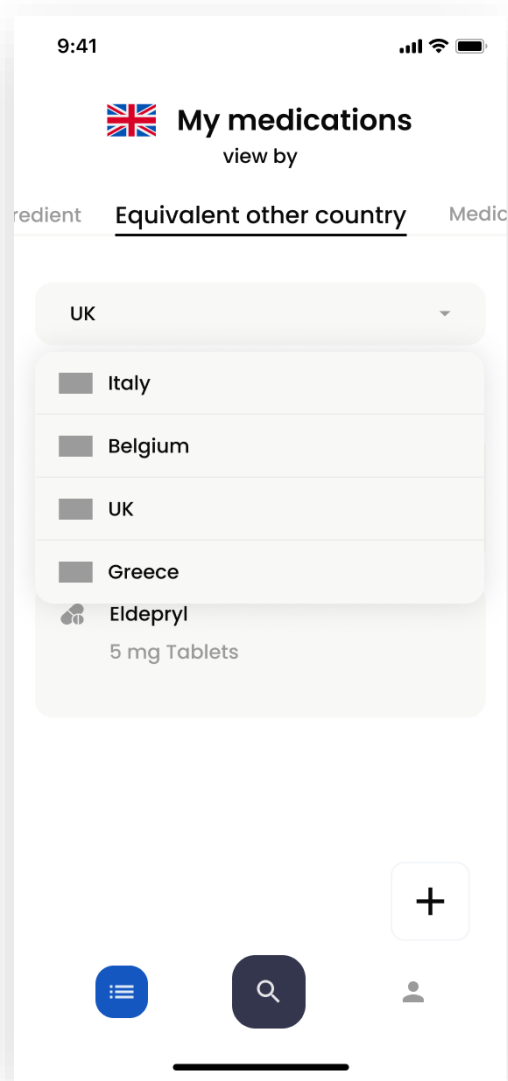 9:41
My medications
view by
redient Equivalent other country Medic
UK
Italy
Belgium
UK
Greece
Eldepryl
5 mg Tablets